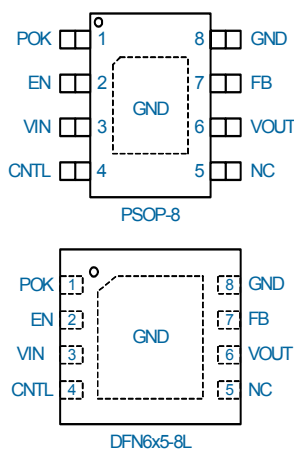 POK 1 8 GND
EN 2 7 FB
GND
VIN 3 6 VOUT
CNTL 4 5 NC
PSOP-8
POK 1 8 GND
EN 2 7 FB
GND
VIN 3 6 VOUT
CNTL 4 5 NC
DFN6x5-8L